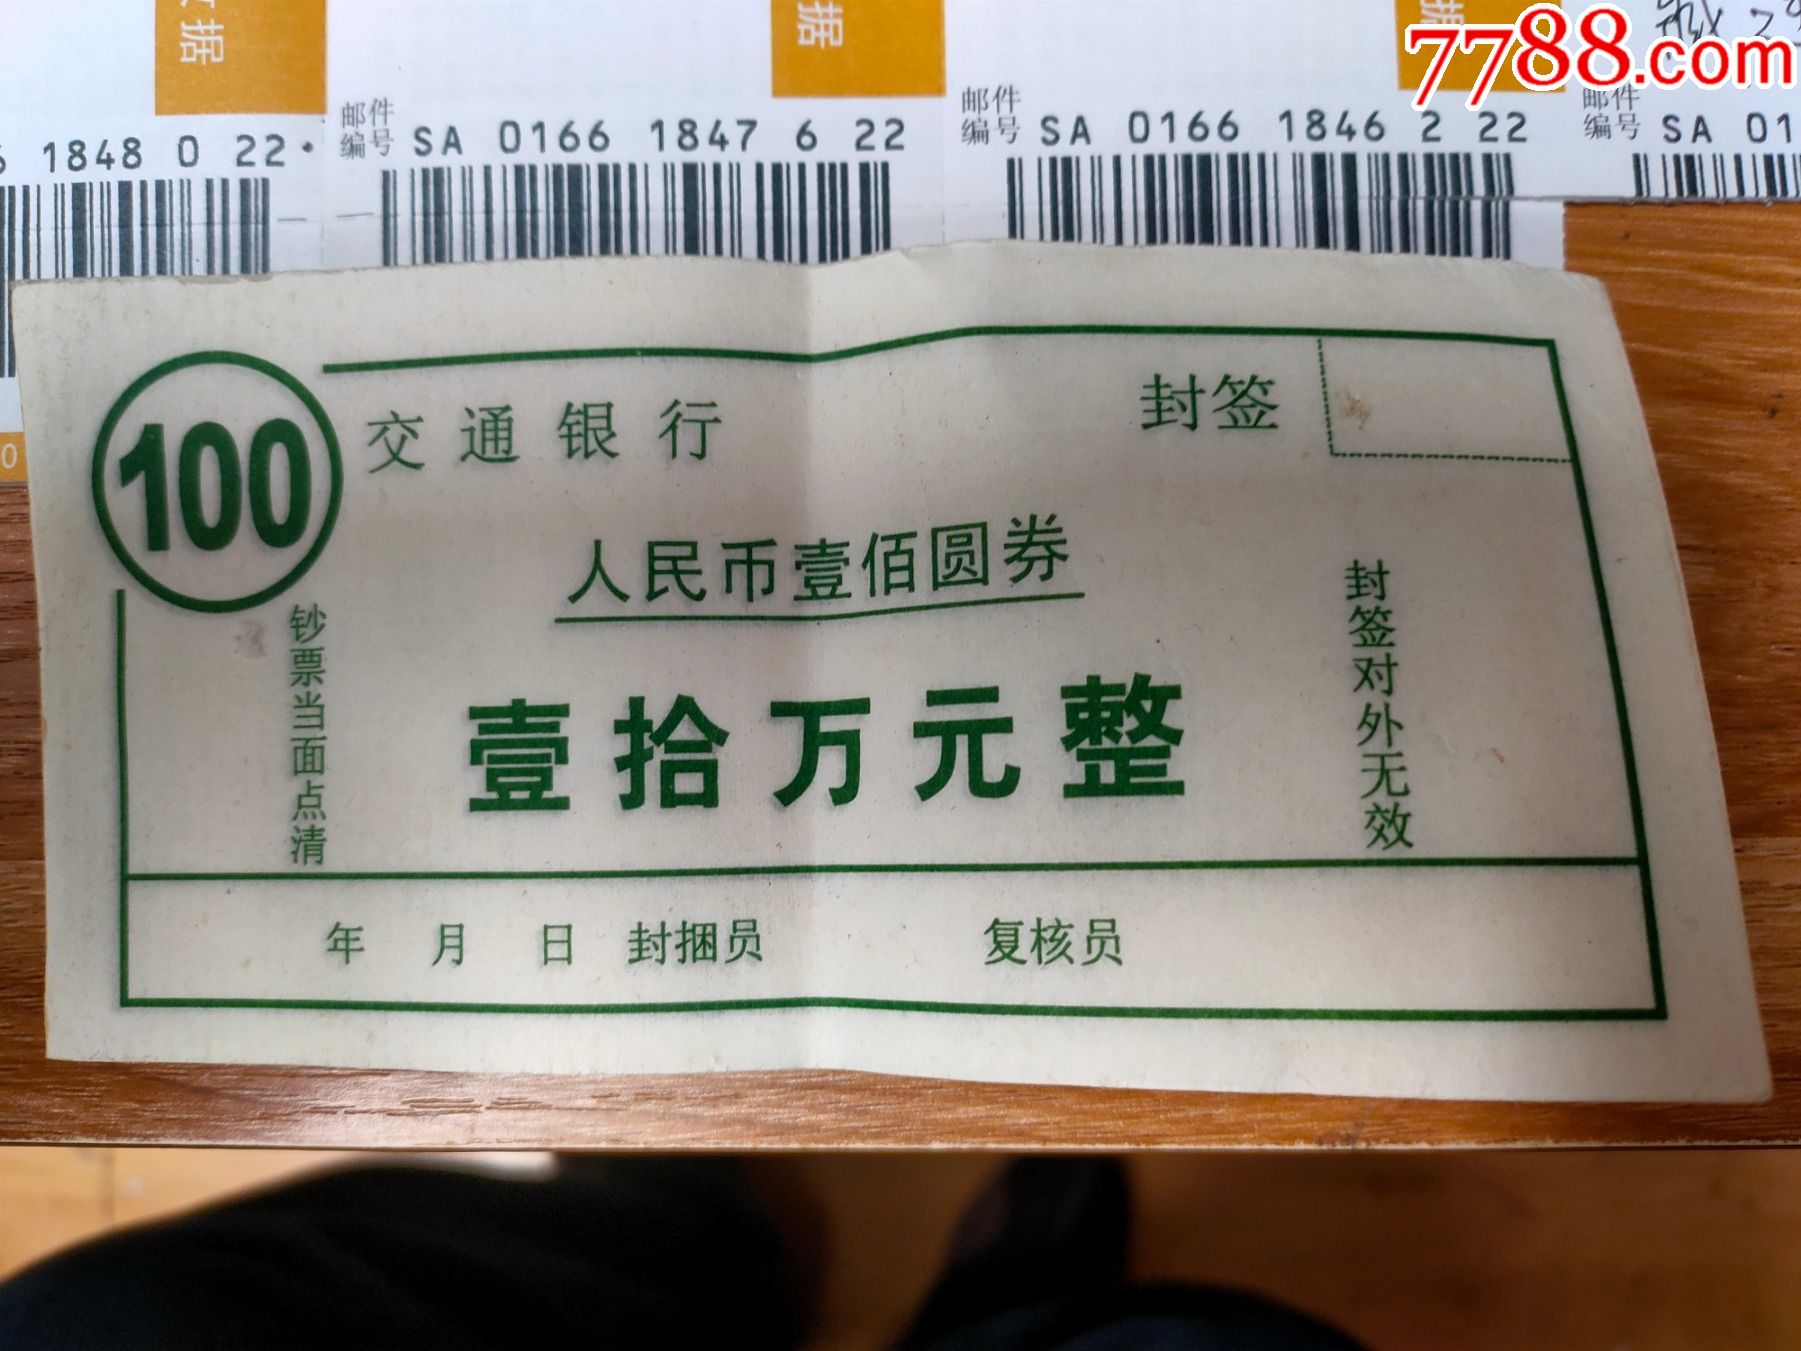 据
据
据
7788.com
邮件
编号
1848 0 22
SA 0166 1847 6 22
邮件
编号
SA 0166 1846 2 22
邮件
编号
SA 01
100
交通银行
封签
人民币壹佰圆券
壹拾万元整
钞票当面点清
封签对外无效
年 月 日 封捆员 复核员